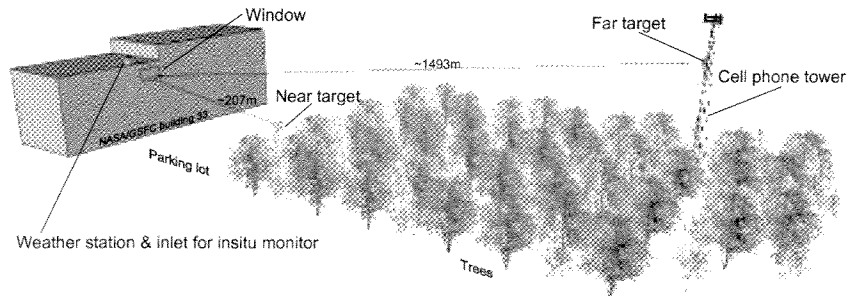 Window
Far target
~1493m
Cell phone tower
~207m
Near target
NASA/GSFC building 33
Parking lot
Weather station & inlet for insitu monitor
Trees